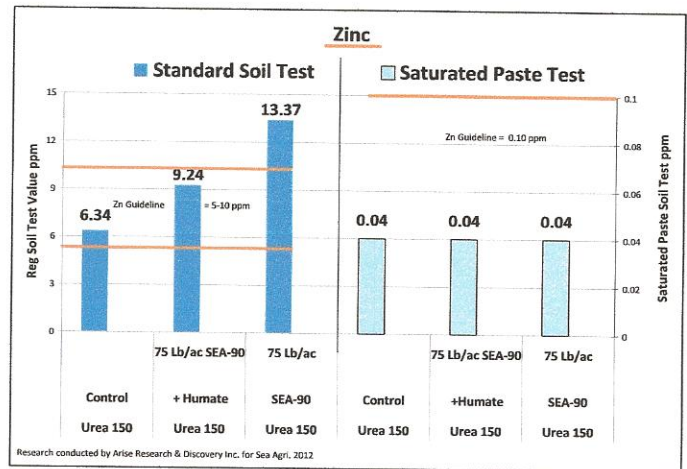 Zinc
Standard Soil Test
Saturated Paste Test
Reg Soil Test Value ppm
15
12
9
6
3
0
6.34
9.24
13.37
Zn Guideline = 5-10 ppm
75 Lb/ac SEA-90
75 Lb/ac
Control
+ Humate
SEA-90
Urea 150
Urea 150
Urea 150
Zn Guideline = 0.10 ppm
0.04
0.04
0.04
0.1
0.08
0.06
0.04
0.02
0
Saturated Paste Soil Test ppm
75 Lb/ac SEA-90
75 Lb/ac
Control
+Humate
SEA-90
Urea 150
Urea 150
Urea 150
Research conducted by Arise Research & Discovery Inc. for Sea Agri. 2012